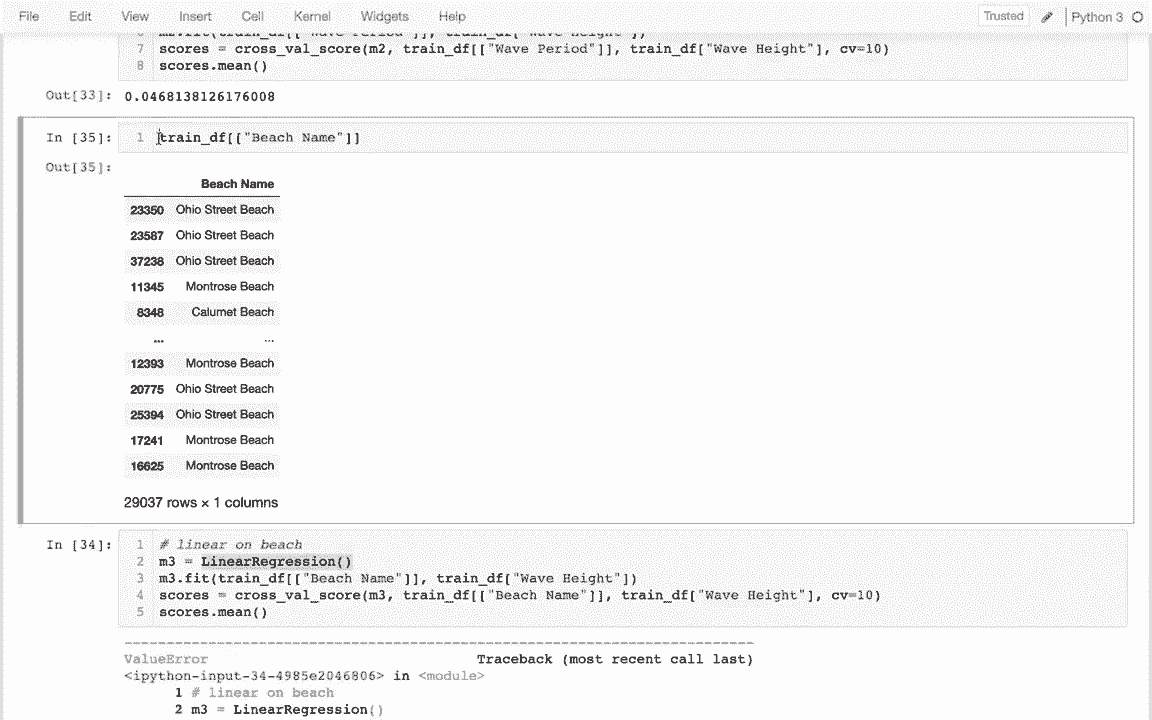 File Edit View Insert Cell Kernel Widgets Help Trusted Python 3
7 scores = cross_val_score(m2, train_df[["Wave Period"]], train_df["Wave Height"], cv=10)
8 scores.mean()
Out[33]: 0.0468138126176008
In [35]: 1 train_df[["Beach Name"]]
Out[35]:
Beach Name
23350 Ohio Street Beach
23587 Ohio Street Beach
37238 Ohio Street Beach
11345 Montrose Beach
8348 Calumet Beach
... ...
12393 Montrose Beach
20775 Ohio Street Beach
25394 Ohio Street Beach
17241 Montrose Beach
16625 Montrose Beach
29037 rows × 1 columns
In [34]: 1 # linear on beach
2 m3 = LinearRegression()
3 m3.fit(train_df[["Beach Name"]], train_df["Wave Height"])
4 scores = cross_val_score(m3, train_df[["Beach Name"]], train_df["Wave Height"], cv=10)
5 scores.mean()
---------------------------------------------------------------------------
ValueError Traceback (most recent call last)
<ipython-input-34-4985e2046806> in <module>
1 # linear on beach
2 m3 = LinearRegression()